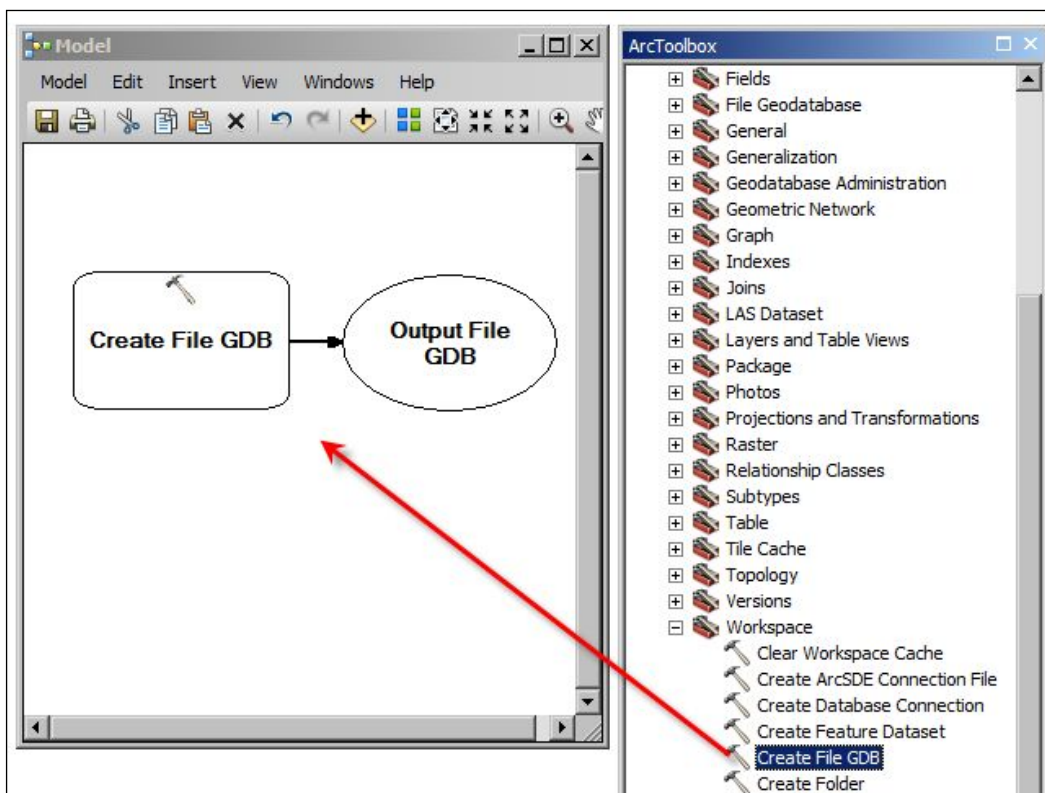 Model
Model Edit Insert View Windows Help
Create File GDB
Output File
GDB
ArcToolbox
Fields
File Geodatabase
General
Generalization
Geodatabase Administration
Geometric Network
Graph
Indexes
Joins
LAS Dataset
Layers and Table Views
Package
Photos
Projections and Transformations
Raster
Relationship Classes
Subtypes
Table
Tile Cache
Topology
Versions
Workspace
Clear Workspace Cache
Create ArcSDE Connection File
Create Database Connection
Create Feature Dataset
Create File GDB
Create Folder